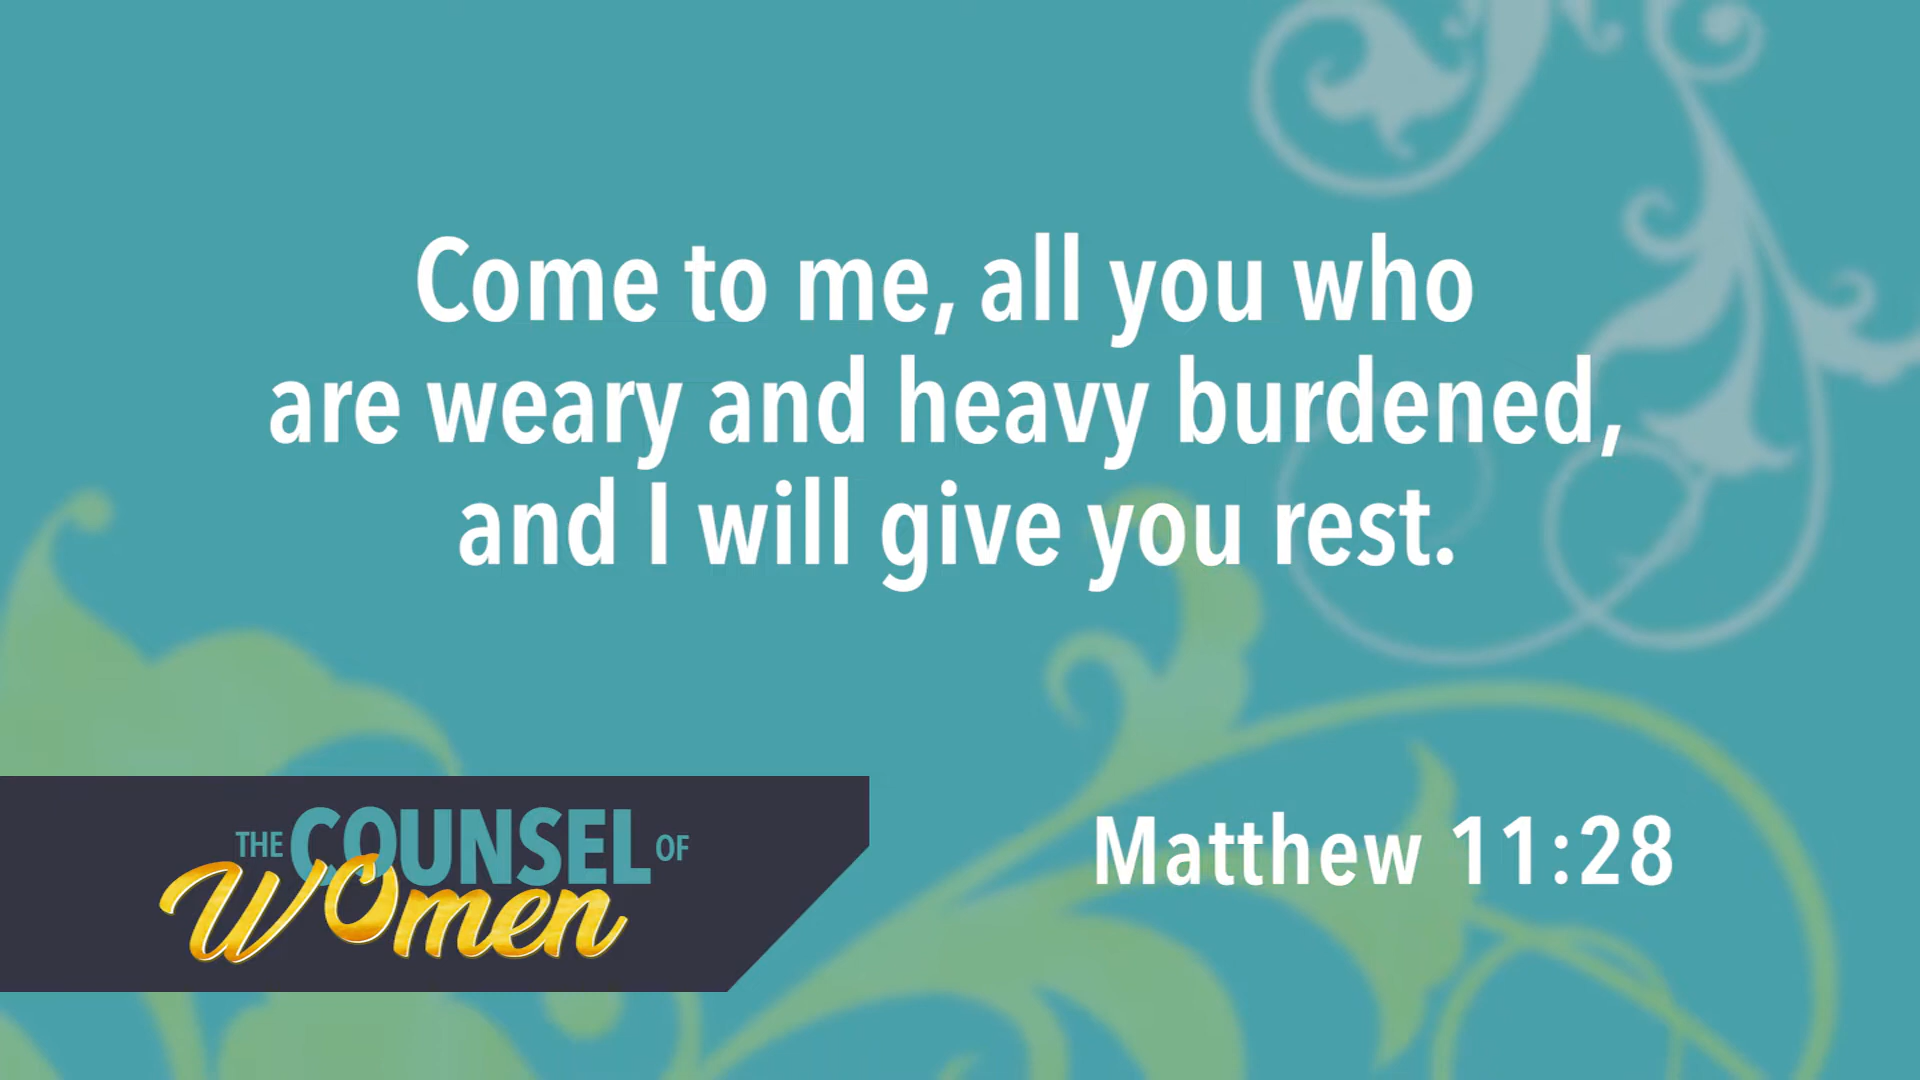 Come to me, all you who
are weary and heavy burdened,
and I will give you rest.
Matthew 11:28
THE COUNSEL OF
Women